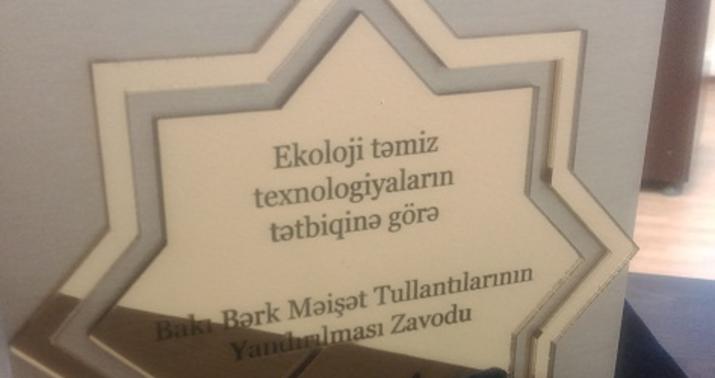 Ekoloji təmiz
texnologiyaların
tətbiqinə görə
Bakı Bərk Məişət Tullantılarının
Yandırılması Zavodu